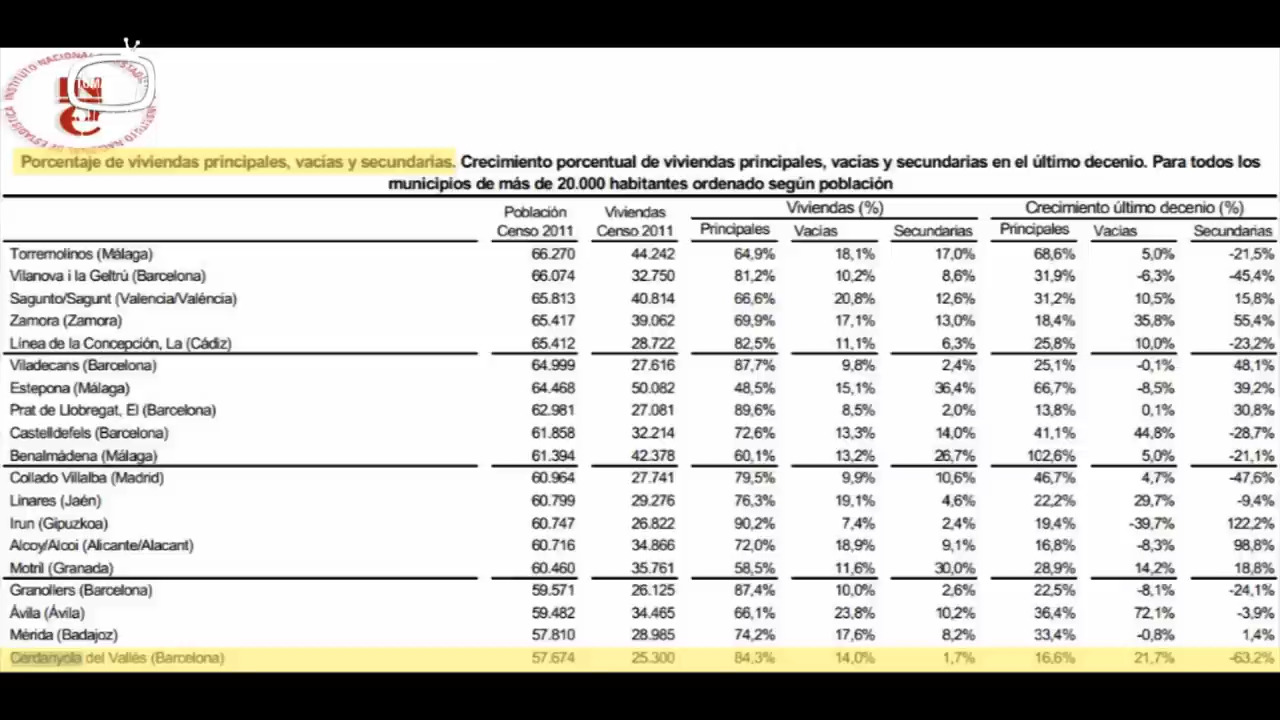 INSTITUTO NACIONAL DE ESTADÍSTICA
INSTITUTO NACIONAL DE ESTADÍSTICA
Porcentaje de viviendas principales, vacías y secundarias. Crecimiento porcentual de viviendas principales, vacías y secundarias en el último decenio. Para todos los
municipios de más de 20.000 habitantes ordenado según población
Población Viviendas Viviendas (%) Crecimiento último decenio (%)
Censo 2011 Censo 2011 Principales Vacías Secundarias Principales Vacías Secundarias
Torremolinos (Málaga) 66.270 44.242 64,9% 18,1% 17,0% 68,6% 5,0% -21,5%
Vilanova i la Geltrú (Barcelona) 66.074 32.750 81,2% 10,2% 8,6% 31,9% -6,3% -45,4%
Sagunto/Sagunt (Valencia/València) 65.813 40.814 66,6% 20,8% 12,6% 31,2% 10,5% 15,8%
Zamora (Zamora) 65.417 39.062 69,9% 17,1% 13,0% 18,4% 35,8% 55,4%
Línea de la Concepción, La (Cádiz) 65.412 28.722 82,5% 11,1% 6,3% 25,8% 10,0% -23,2%
Viladecans (Barcelona) 64.999 27.616 87,7% 9,8% 2,4% 25,1% -0,1% 48,1%
Estepona (Málaga) 64.468 50.082 48,5% 15,1% 36,4% 66,7% -8,5% 39,2%
Prat de Llobregat, El (Barcelona) 62.981 27.081 89,6% 8,5% 2,0% 13,8% 0,1% 30,8%
Castelldefels (Barcelona) 61.858 32.214 72,6% 13,3% 14,0% 41,1% 44,8% -28,7%
Benalmádena (Málaga) 61.394 42.378 60,1% 13,2% 26,7% 102,6% 5,0% -21,1%
Collado Villalba (Madrid) 60.964 27.741 79,5% 9,9% 10,6% 46,7% 4,7% -47,6%
Linares (Jaén) 60.799 29.276 76,3% 19,1% 4,6% 22,2% 29,7% -9,4%
Irun (Gipuzkoa) 60.747 26.822 90,2% 7,4% 2,4% 19,4% -39,7% 122,2%
Alcoy/Alcoi (Alicante/Alacant) 60.716 34.866 72,0% 18,9% 9,1% 16,8% -8,3% 98,8%
Motril (Granada) 60.460 35.761 58,5% 11,6% 30,0% 28,9% 14,2% 18,8%
Granollers (Barcelona) 59.571 26.125 87,4% 10,0% 2,6% 22,5% -8,1% -24,1%
Ávila (Ávila) 59.482 34.465 66,1% 23,8% 10,2% 36,4% 72,1% -3,9%
Mérida (Badajoz) 57.810 28.985 74,2% 17,6% 8,2% 33,4% -0,8% 1,4%
Cerdanyola del Vallès (Barcelona) 57.674 25.300 84,3% 14,0% 1,7% 16,6% 21,7% -63,2%